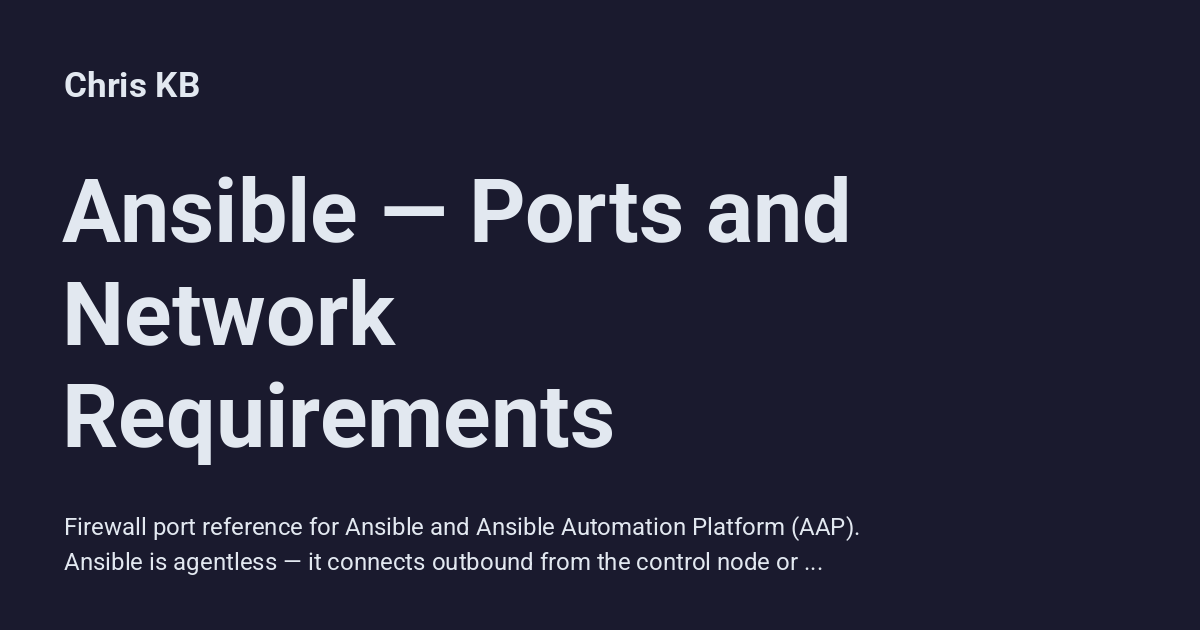 Chris KB
Ansible — Ports and
Network
Requirements
Firewall port reference for Ansible and Ansible Automation Platform (AAP).
Ansible is agentless — it connects outbound from the control node or ...